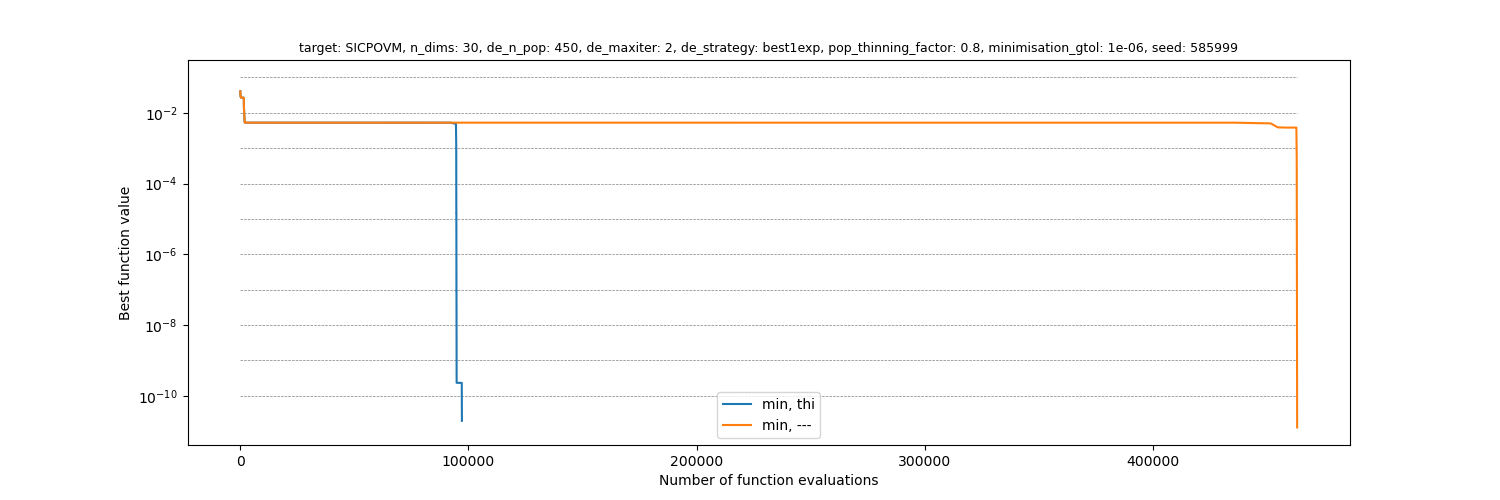 target: SICPOVM, n_dims: 30, de_n_pop: 450, de_maxiter: 2, de_strategy: best1exp, pop_thinning_factor: 0.8, minimisation_gtol: 1e-06, seed: 585999
Best function value
10⁻²
10⁻⁴
10⁻⁶
10⁻⁸
10⁻¹⁰
min, thi
min, ---
0 100000 200000 300000 400000
Number of function evaluations